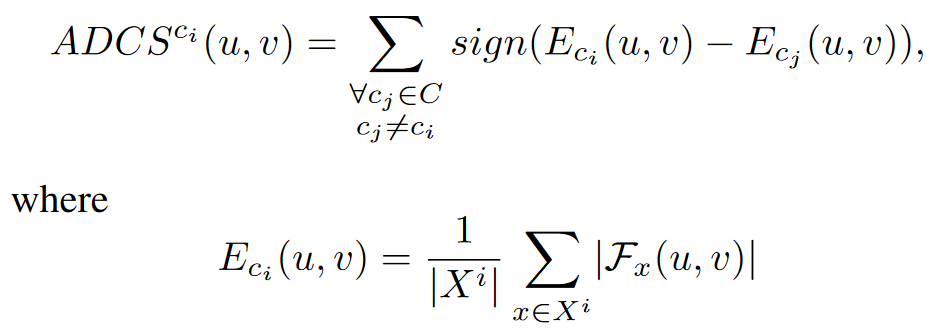 $ADCS^{c_i}(u, v) = \sum_{\substack{\forall c_j \in C \\ c_j \neq c_i}} sign(E_{c_i}(u, v) - E_{c_j}(u, v)),$
where
$E_{c_i}(u, v) = \frac{1}{|X^i|} \sum_{x \in X^i} |\mathcal{F}_x(u, v)|$